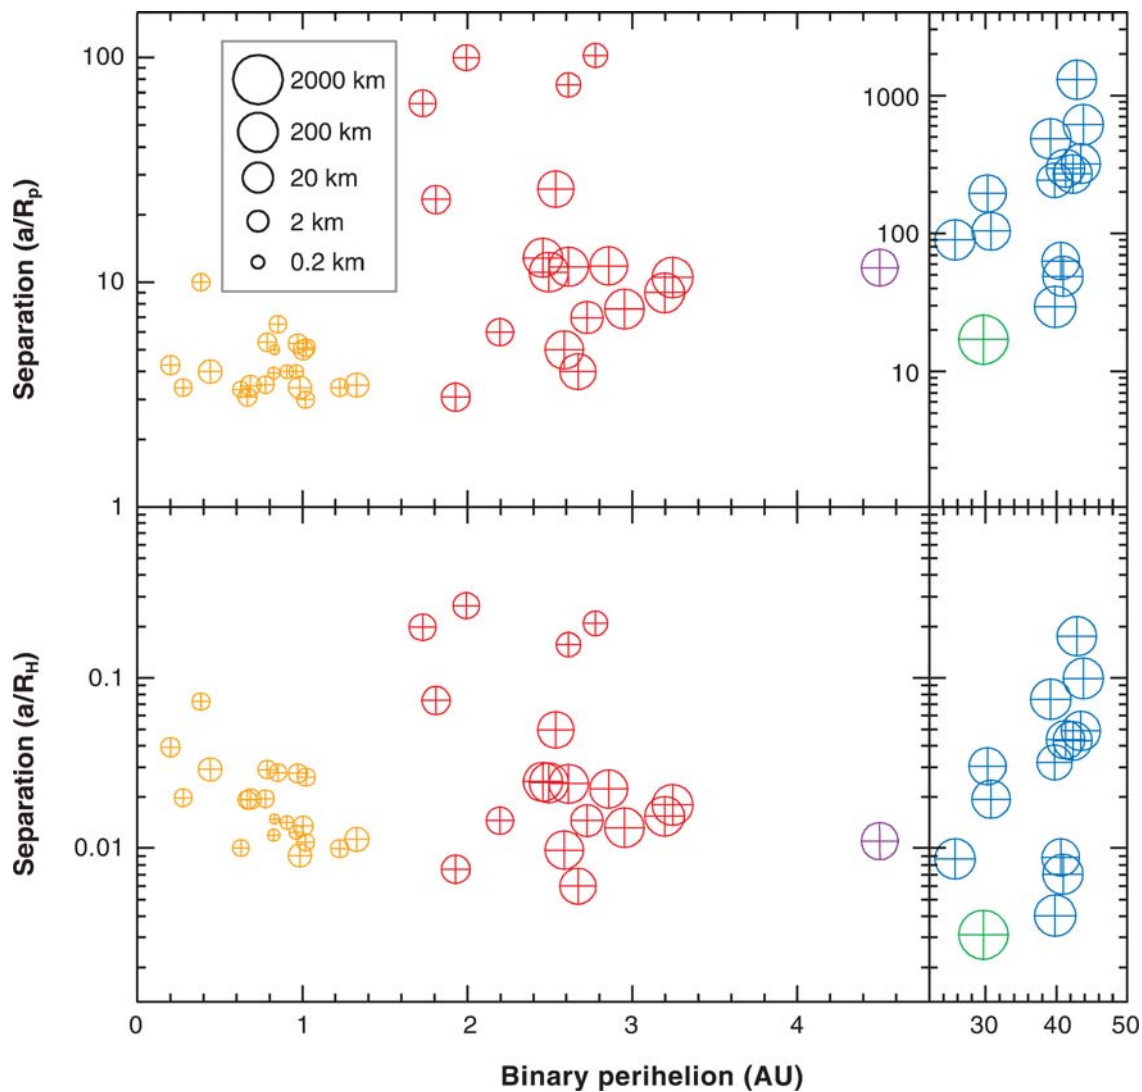 100
10
1
Separation (a/Rp)
2000 km
200 km
20 km
2 km
0.2 km
1000
100
10
0.1
0.01
Separation (a/RH)
0 1 2 3 4 30 40 50
Binary perihelion (AU)